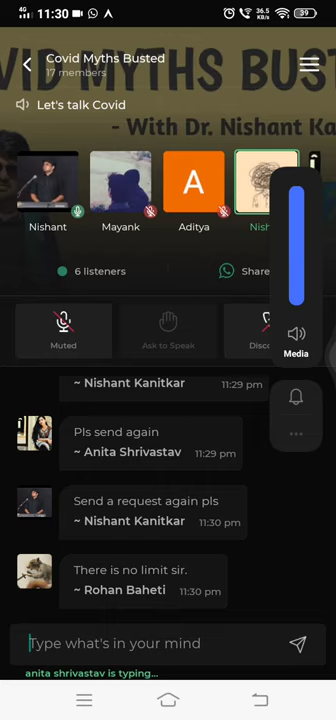 4G
11:30
36.5
KB/S
39
VID MYTHS BUST
- With Dr. Nishant Ka
Covid Myths Busted
17 members
Let's talk Covid
A
Nishant
Mayank
Aditya
Nish
6 listeners
Share
Muted
Ask to Speak
Disco
Media
~ Nishant Kanitkar
11:29 pm
Pls send again
~ Anita Shrivastav
11:29 pm
Send a request again pls
~ Nishant Kanitkar
11:30 pm
There is no limit sir.
~ Rohan Baheti
11:30 pm
Type what's in your mind
anita shrivastav is typing...